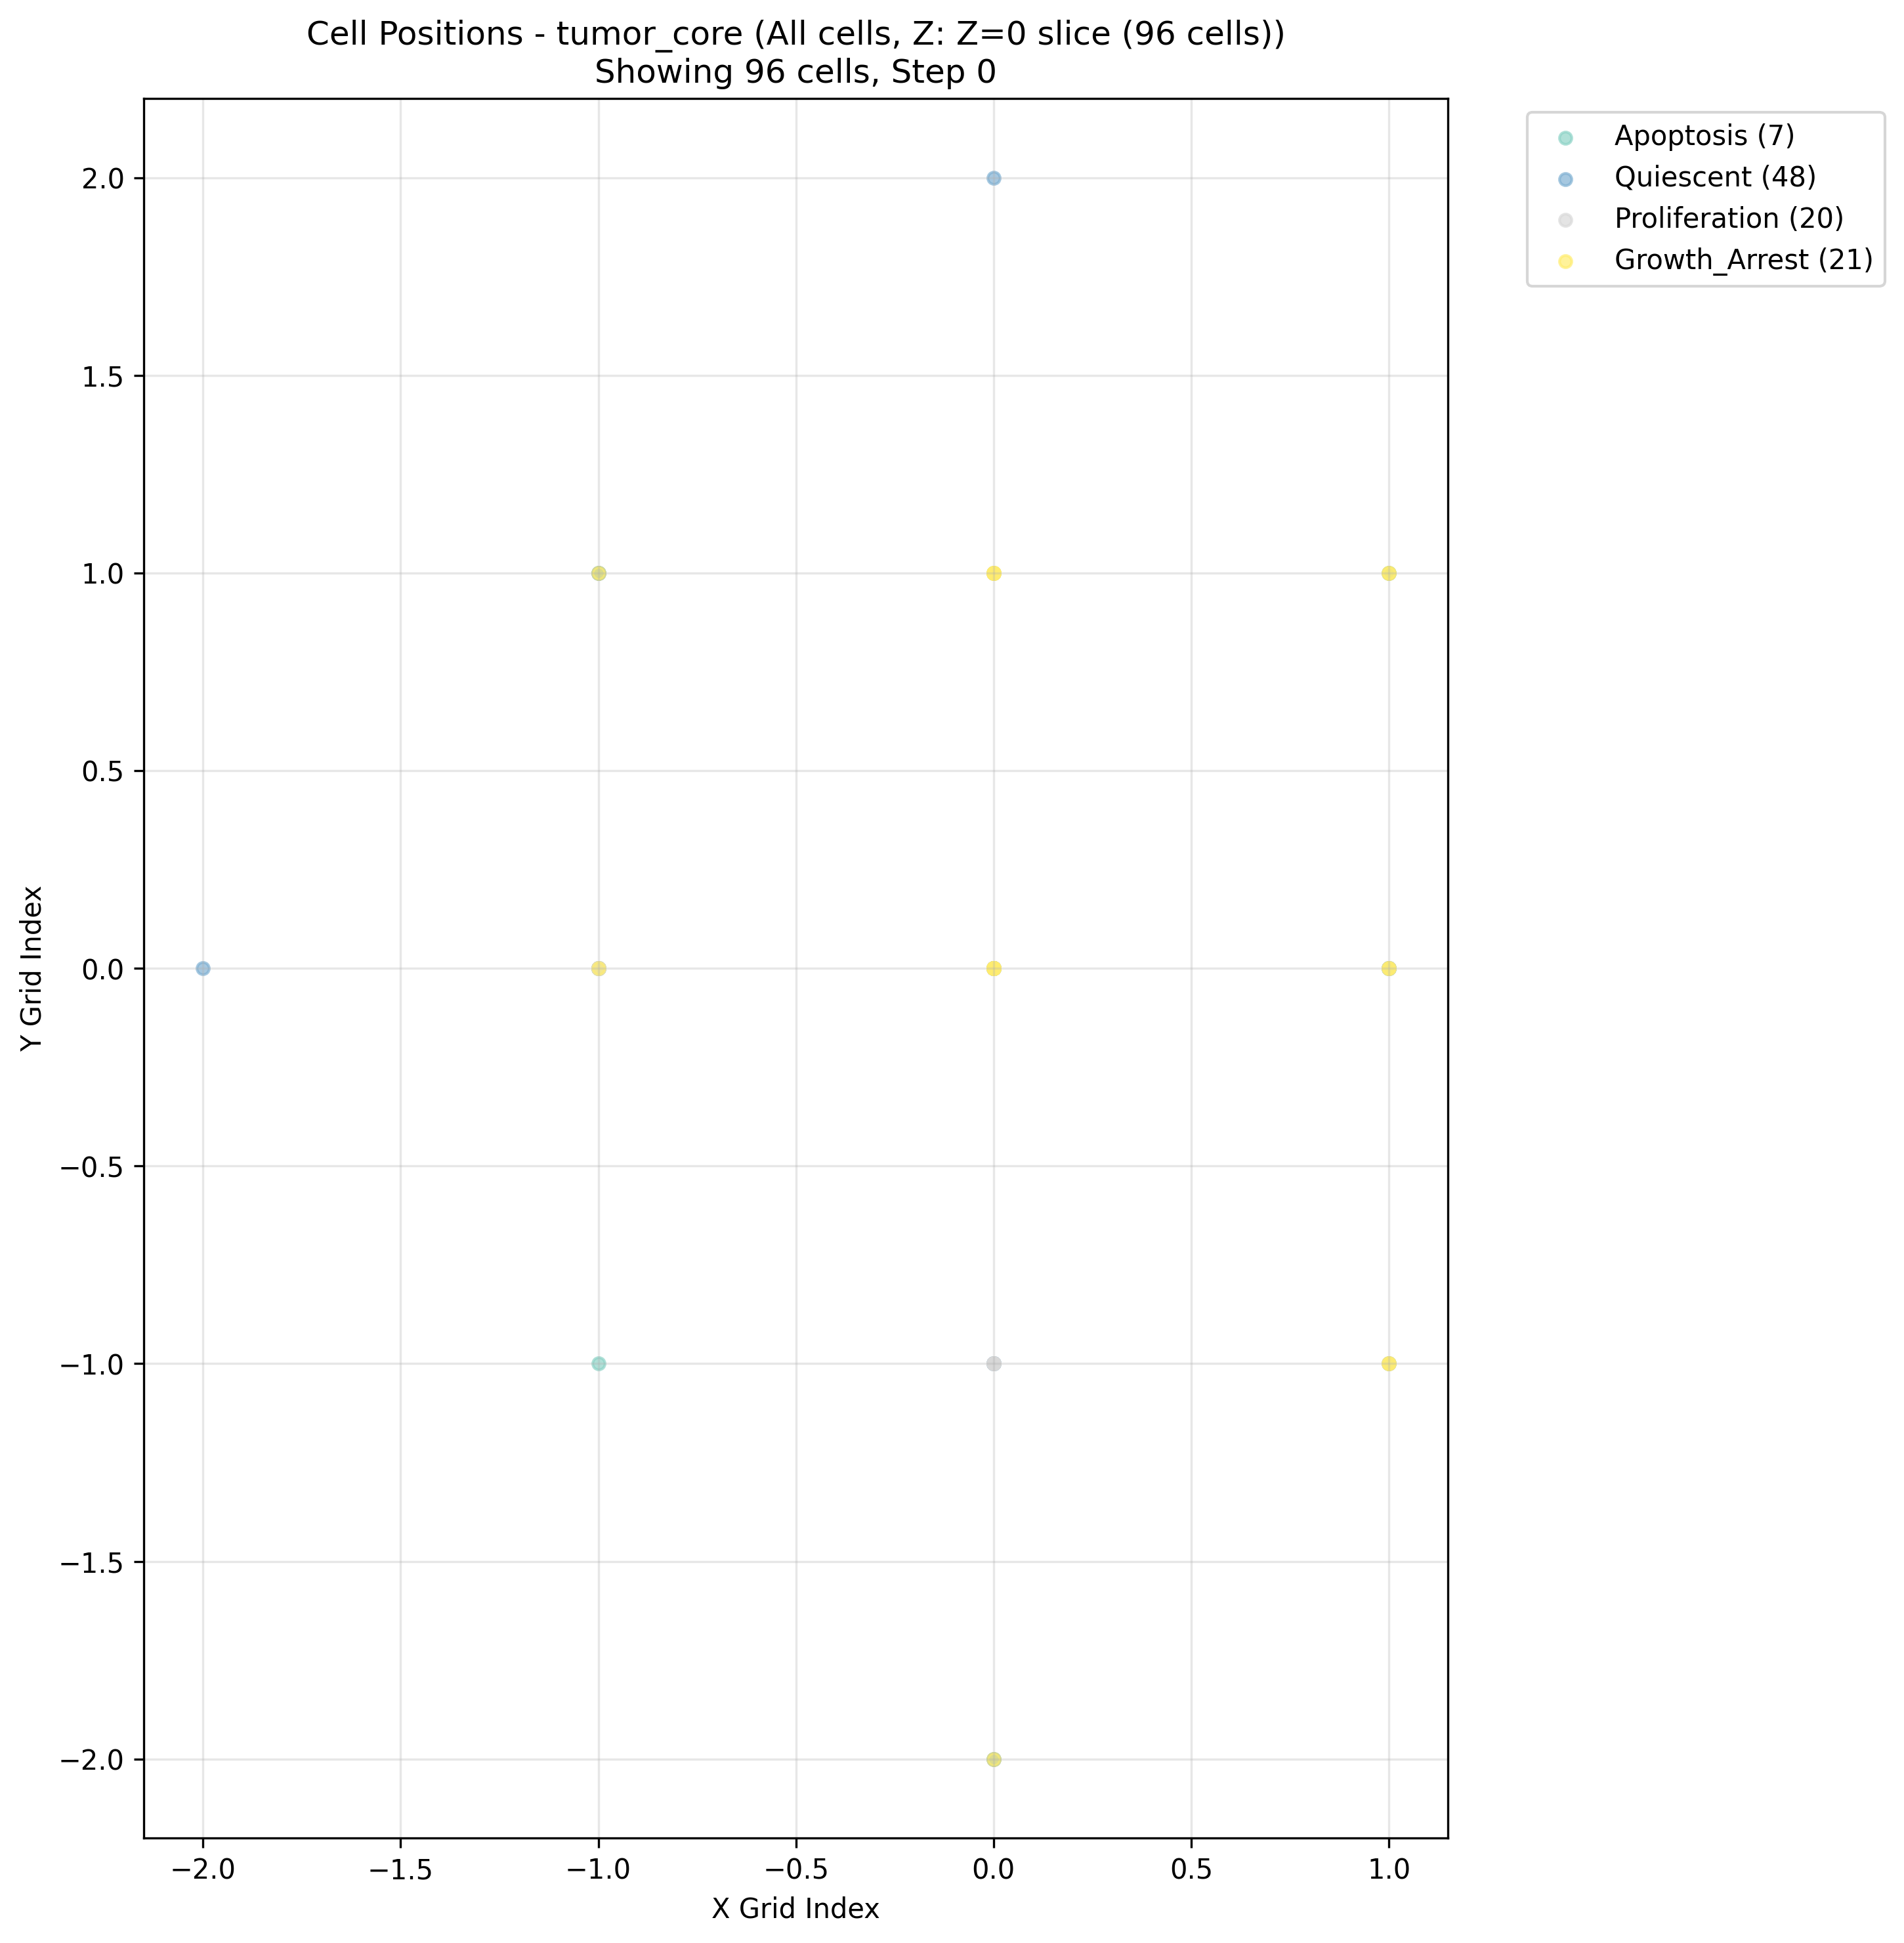 Cell Positions - tumor_core (All cells, Z: Z=0 slice (96 cells))
Showing 96 cells, Step 0
Apoptosis (7)
Quiescent (48)
Proliferation (20)
Growth_Arrest (21)
Y Grid Index
2.0
1.5
1.0
0.5
0.0
−0.5
−1.0
−1.5
−2.0
−2.0 −1.5 −1.0 −0.5 0.0 0.5 1.0
X Grid Index